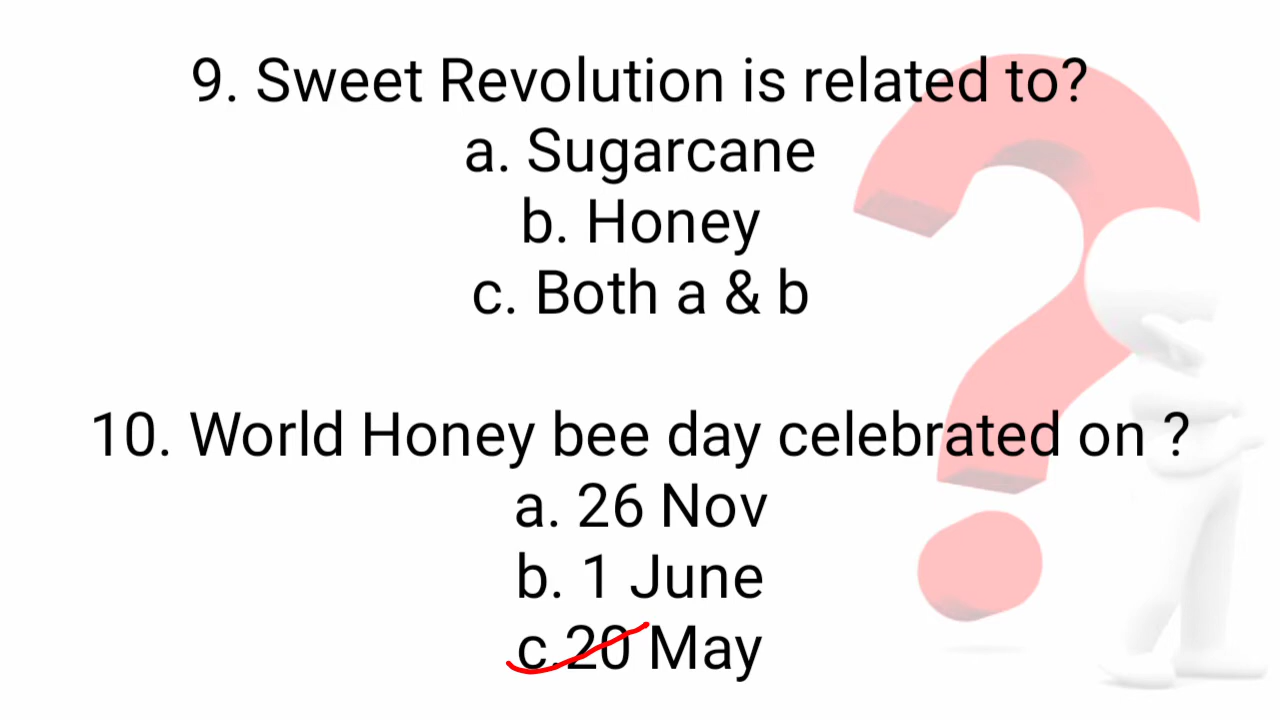 9. Sweet Revolution is related to?
a. Sugarcane
b. Honey
c. Both a & b
10. World Honey bee day celebrated on ?
a. 26 Nov
b. 1 June
c.20 May